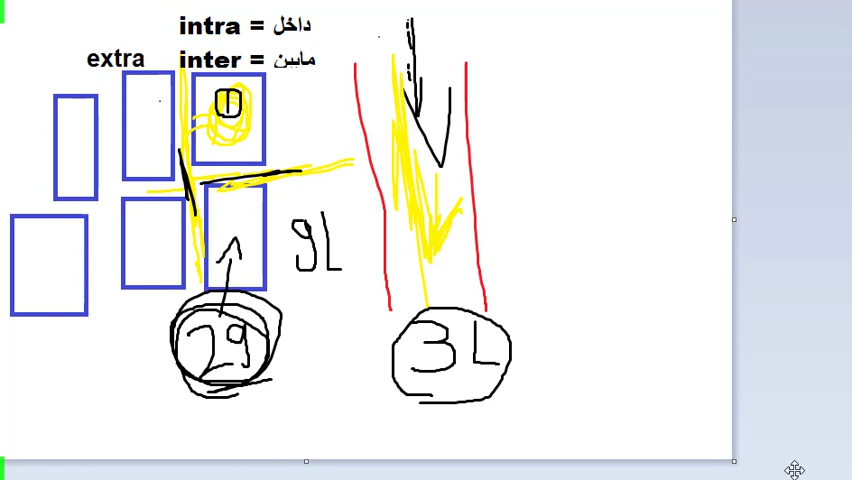 intra = داخل
extra inter = مابين
9L
29
3L